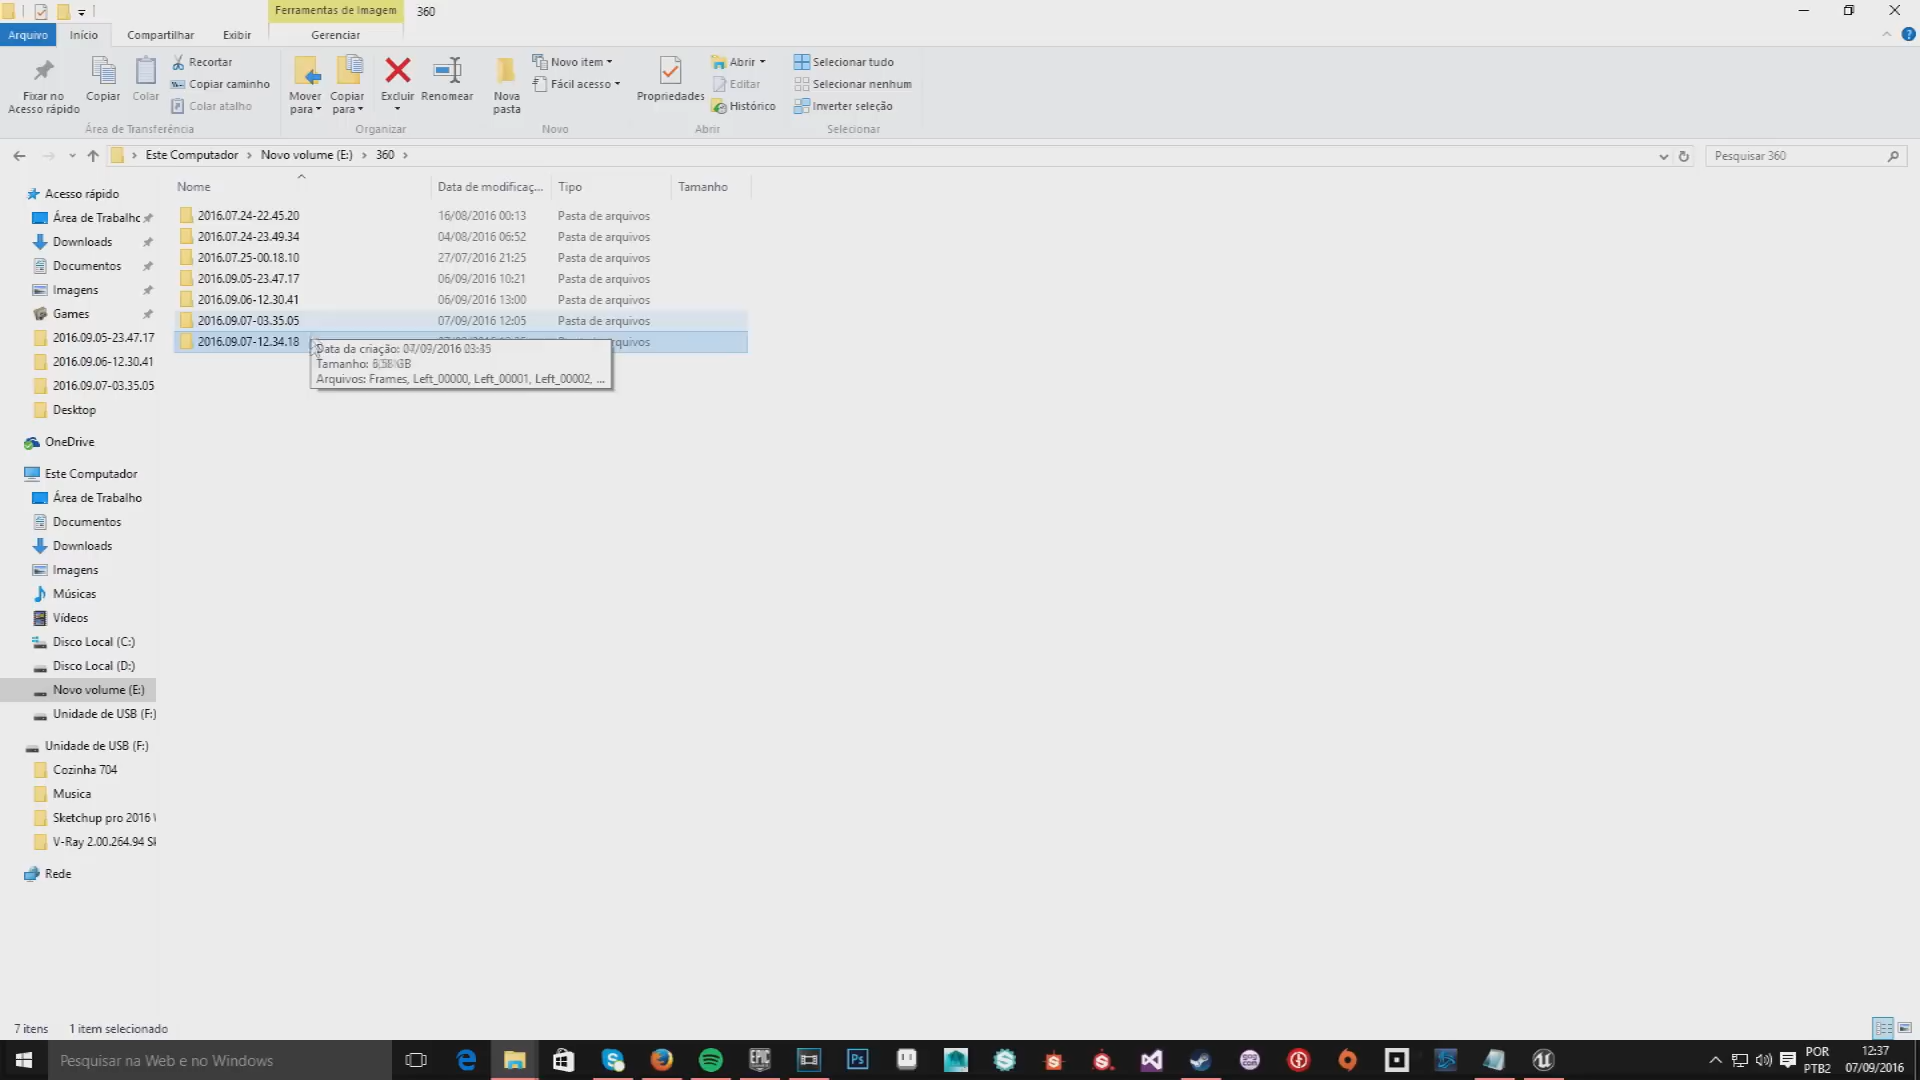 Ferramentas de Imagem 360
Arquivo Início Compartilhar Exibir Gerenciar
Fixar no Acesso rápido
Copiar
Colar
Recortar
Copiar caminho
Colar atalho
Área de Transferência
Mover para
Copiar para
Excluir
Renomear
Organizar
Nova pasta
Novo item
Fácil acesso
Novo
Propriedades
Abrir
Editar
Histórico
Abrir
Selecionar tudo
Selecionar nenhum
Inverter seleção
Selecionar
Este Computador Novo volume (E:) 360
Pesquisar 360
Acesso rápido
Área de Trabalho
Downloads
Documentos
Imagens
Games
2016.09.05-23.47.17
2016.09.06-12.30.41
2016.09.07-03.35.05
Desktop
OneDrive
Este Computador
Área de Trabalho
Documentos
Downloads
Imagens
Músicas
Vídeos
Disco Local (C:)
Disco Local (D:)
Novo volume (E:)
Unidade de USB (F:)
Unidade de USB (F:)
Cozinha 704
Musica
Sketchup pro 2016
V-Ray 2.00.264.94
Rede
Nome Data de modificaç... Tipo Tamanho
2016.07.24-22.45.20 16/08/2016 00:13 Pasta de arquivos
2016.07.24-23.49.34 04/08/2016 06:52 Pasta de arquivos
2016.07.25-00.18.10 27/07/2016 21:25 Pasta de arquivos
2016.09.05-23.47.17 06/09/2016 10:21 Pasta de arquivos
2016.09.06-12.30.41 06/09/2016 13:00 Pasta de arquivos
2016.09.07-03.35.05 07/09/2016 12:05 Pasta de arquivos
2016.09.07-12.34.18 arquivos
Data da criação: 07/09/2016 03:35
Tamanho: GB
Arquivos: Frames, Left_00000, Left_00001, Left_00002, ...
7 itens 1 item selecionado
Pesquisar na Web e no Windows
EPIC
Ps
gog.com
POR
PTB2
12:37
07/09/2016